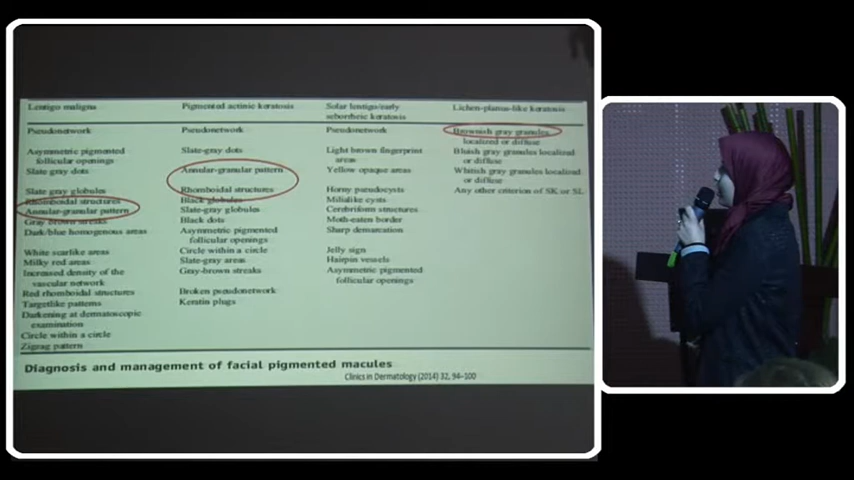 Lentigo maligna
Pseudonetwork
Asymmetric pigmented
follicular openings
Slate gray dots
Slate gray globules
Rhomboidal structures
Annular-granular pattern
Gray brown streaks
Dark/blue homogenous areas
White scarlike areas
Milky red areas
Increased density of the
vascular network
Red rhomboidal structures
Targetlike patterns
Darkening at dermatoscopic
examination
Circle within a circle
Zigzag pattern
Pigmented actinic keratosis
Pseudonetwork
Slate-gray dots
Annular-granular pattern
Rhomboidal structures
Black globules
Slate-gray globules
Black dots
Asymmetric pigmented
follicular openings
Circle within a circle
Slate-gray areas
Gray-brown streaks
Broken pseudonetwork
Keratin plugs
Solar lentigo/early
seborrheic keratosis
Pseudonetwork
Light brown fingerprint
areas
Yellow opaque areas
Horny pseudocysts
Milialike cysts
Cerebriform structures
Moth-eaten border
Sharp demarcation
Jelly sign
Hairpin vessels
Asymmetric pigmented
follicular openings
Lichen-planus-like keratosis
Brownish gray granules
localized or diffuse
Bluish gray granules localized
or diffuse
Whitish gray granules localized
or diffuse
Any other criterion of SK or SL
Diagnosis and management of facial pigmented macules
Clinics in Dermatology (2014) 32, 94–100